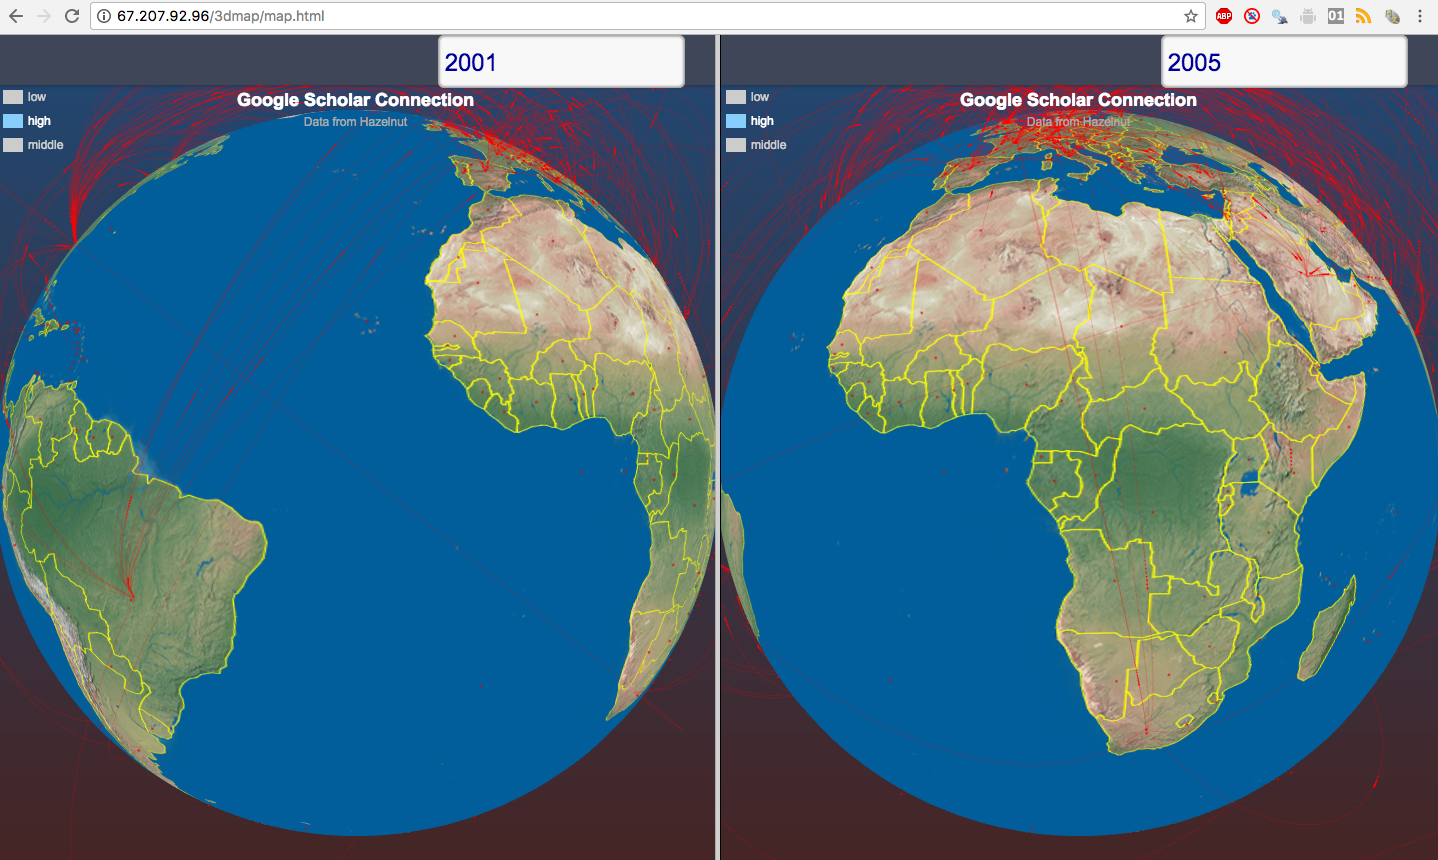 67.207.92.96/3dmap/map.html
ABP
01
2001
low
high
middle
Google Scholar Connection
Data from Hazelnut
2005
low
high
middle
Google Scholar Connection
Data from Hazelnut